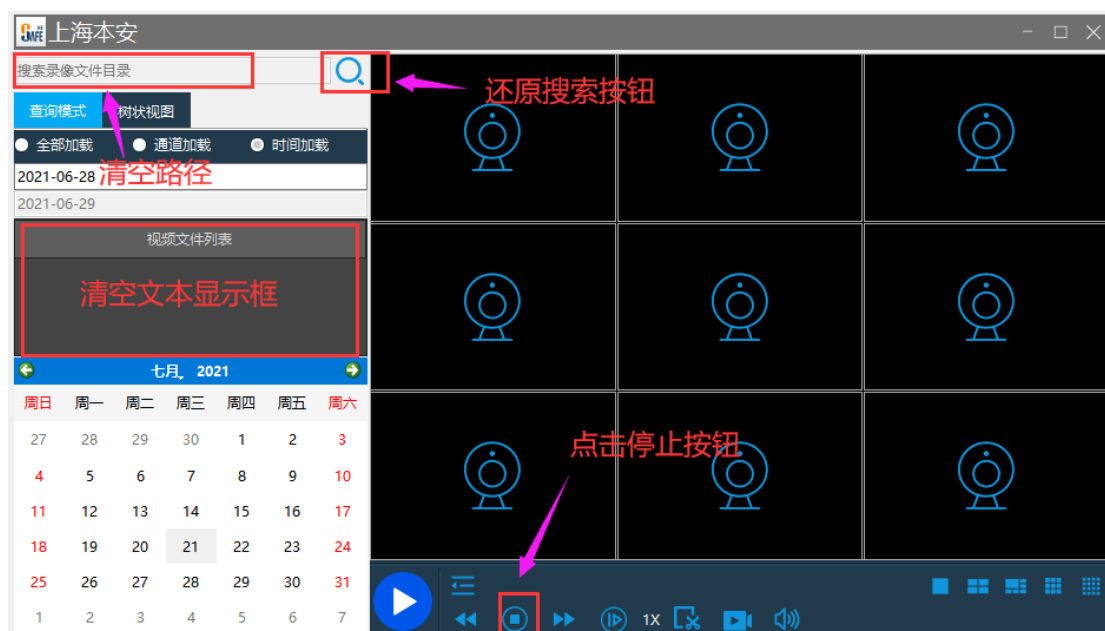 SAFE 上海本安
搜索录像文件目录
还原搜索按钮
查询模式 树状视图
全部加载 通道加载 时间加载
2021-06-28 清空路径
2021-06-29
视频文件列表
清空文本显示框
七月, 2021
周日 周一 周二 周三 周四 周五 周六
27 28 29 30 1 2 3
4 5 6 7 8 9 10
11 12 13 14 15 16 17
18 19 20 21 22 23 24
25 26 27 28 29 30 31
1 2 3 4 5 6 7
点击停止按钮
1X